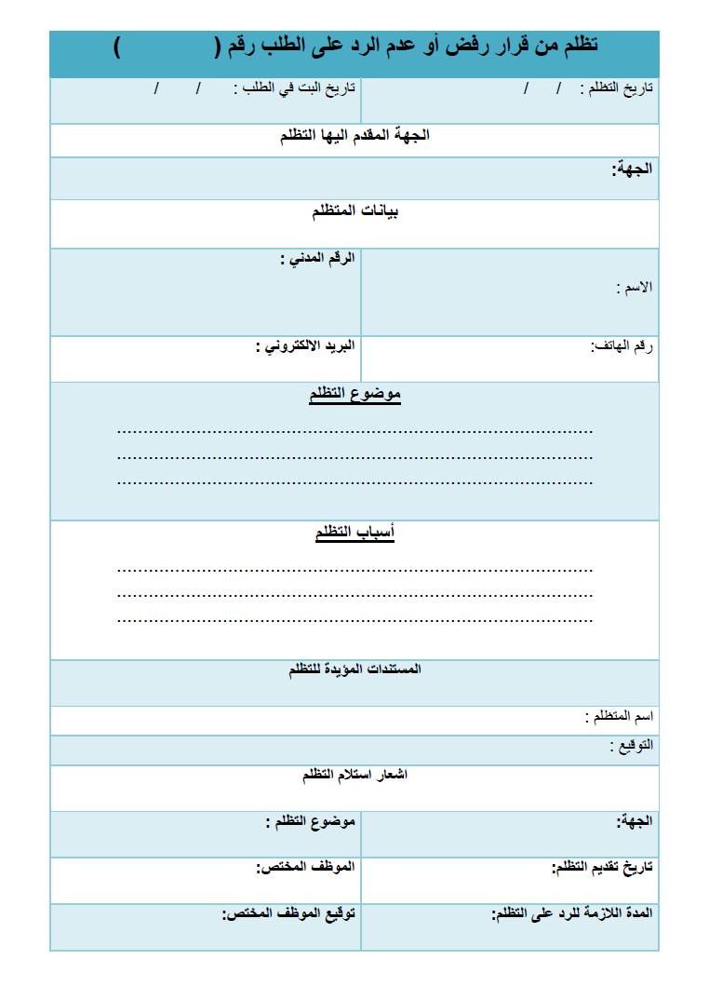 تظلم من قرار رفض أو عدم الرد على الطلب رقم ( )
تاريخ التظلم : / /
تاريخ البت في الطلب : / /
الجهة المقدم اليها التظلم
الجهة:
بيانات المتظلم
الاسم :
الرقم المدني :
رقم الهاتف:
البريد الالكتروني :
موضوع التظلم
..........................................................................................
..........................................................................................
..........................................................................................
أسباب التظلم
..........................................................................................
..........................................................................................
..........................................................................................
المستندات المؤيدة للتظلم
اسم المتظلم :
التوقيع :
اشعار استلام التظلم
الجهة:
موضوع التظلم :
تاريخ تقديم التظلم:
الموظف المختص:
المدة اللازمة للرد على التظلم:
توقيع الموظف المختص: